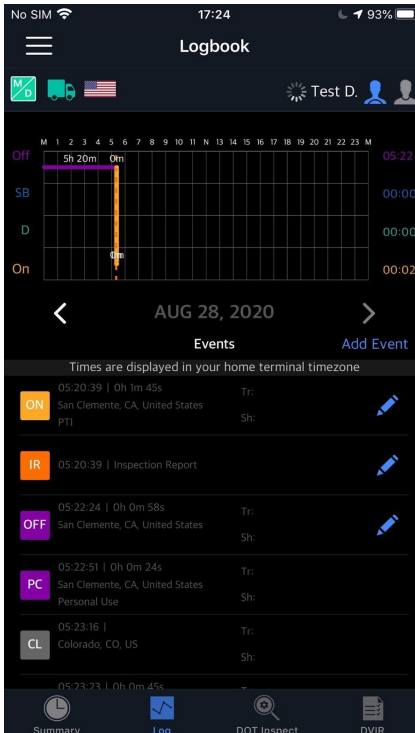 No SIM 17:24 93%
Logbook
M/D Test D.
M 1 2 3 4 5 6 7 8 9 10 11 N 13 14 15 16 17 18 19 20 21 22 23 M
Off 5h 20m 0m 05:22
SB 00:00
D 00:00
On 00:02
AUG 28, 2020
Events Add Event
Times are displayed in your home terminal timezone
05:20:39 | 0h 1m 45s Tr:
ON San Clemente, CA, United States
PTI Sh:
IR 05:20:39 | Inspection Report
05:22:24 | 0h 0m 58s Tr:
OFF San Clemente, CA, United States
Sh:
05:22:51 | 0h 0m 24s Tr:
PC San Clemente, CA, United States
Personal Use Sh:
05:23:16 | Tr:
CL Colorado, CO, US
Sh:
05:23:23 | 0h 0m 45s
Summary Log DOT Inspect DVIR